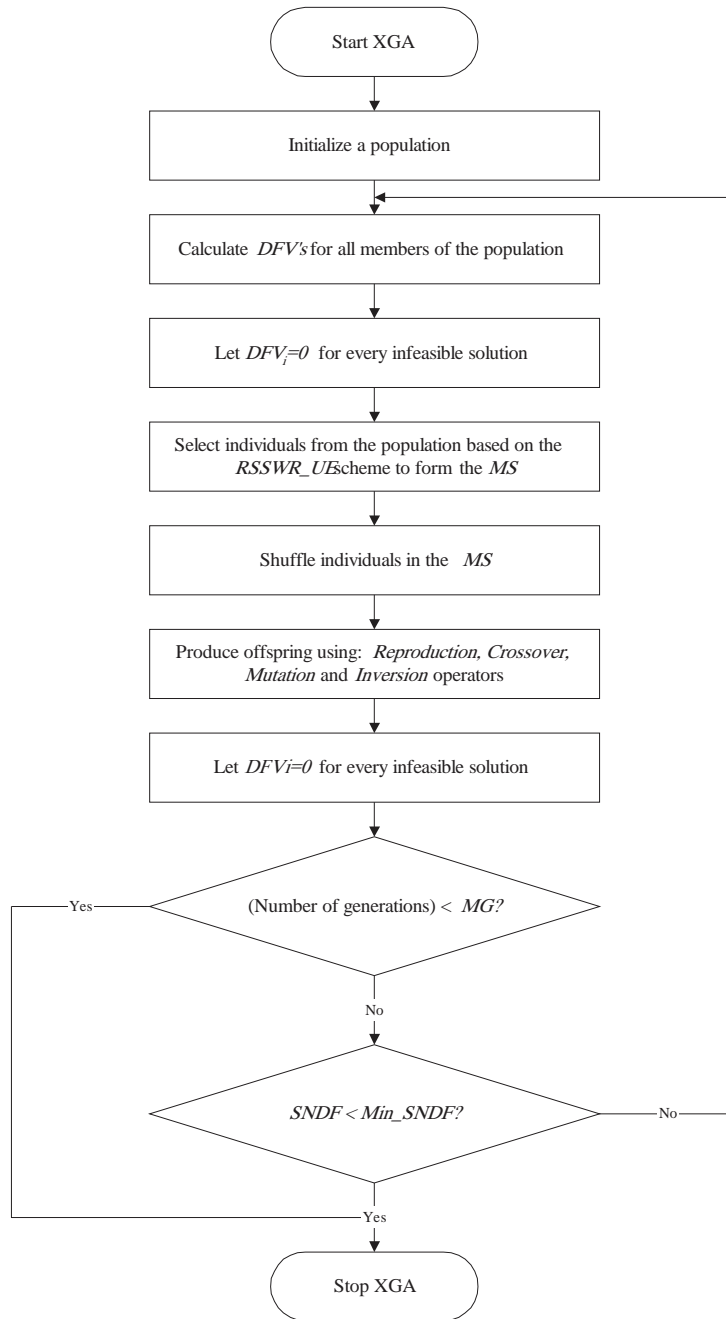 Start XGA
Initialize a population
Calculate DFV's for all members of the population
Let DFVi=0 for every infeasible solution
Select individuals from the population based on the
RSSWR_UEscheme to form the MS
Shuffle individuals in the MS
Produce offspring using: Reproduction, Crossover,
Mutation and Inversion operators
Let DFVi=0 for every infeasible solution
Yes
(Number of generations) < MG?
No
SNDF < Min_SNDF?
No
Yes
Stop XGA